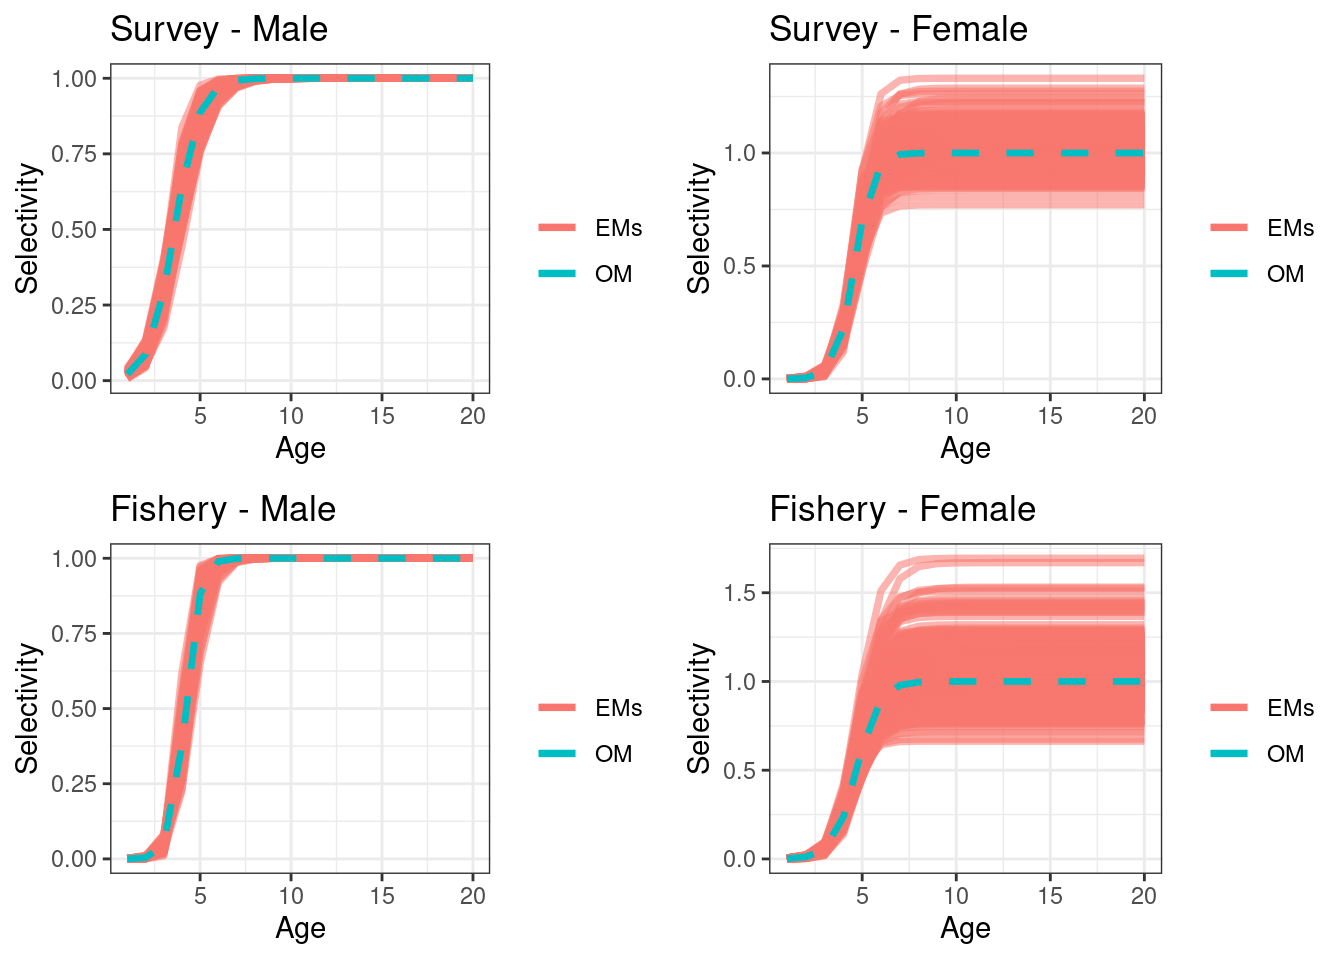 Survey - Male
Survey - Female
1.00
0.75
0.50
0.25
0.00
Selectivity
5 10 15 20
Age
EMs
OM
1.0
0.5
0.0
Selectivity
5 10 15 20
Age
EMs
OM
Fishery - Male
Fishery - Female
1.00
0.75
0.50
0.25
0.00
Selectivity
5 10 15 20
Age
EMs
OM
1.5
1.0
0.5
0.0
Selectivity
5 10 15 20
Age
EMs
OM